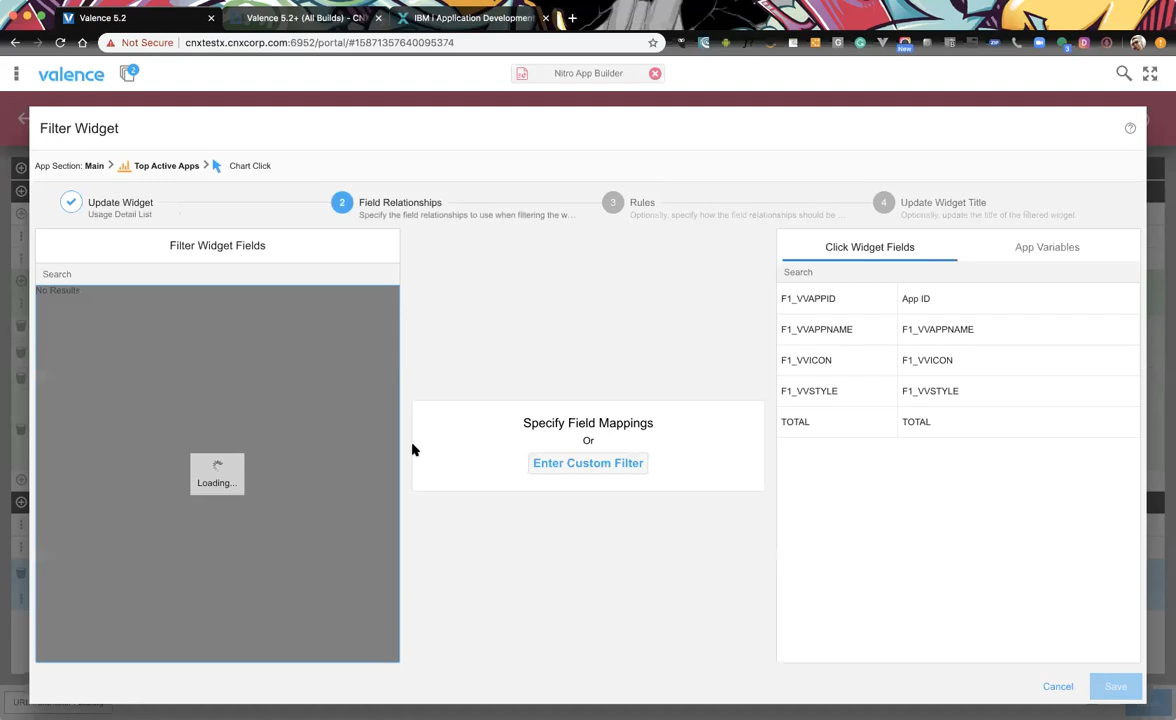 Valence 5.2
Valence 5.2+ (All Builds) - CN
IBM i Application Developmen
Not Secure
cnxtestx.cnxcorp.com:6952/portal/#15871357640095374
New
3
valence
2
Nitro App Builder
Filter Widget
App Section: Main
Top Active Apps
Chart Click
Update Widget
Usage Detail List
2
Field Relationships
Specify the field relationships to use when filtering the w...
3
Rules
Optionally, specify how the field relationships should be ...
4
Update Widget Title
Optionally, update the title of the filtered widget.
Filter Widget Fields
Search
No Results
Loading...
Specify Field Mappings
Or
Enter Custom Filter
Click Widget Fields
App Variables
Search
F1_VVAPPID
App ID
F1_VVAPPNAME
F1_VVAPPNAME
F1_VVICON
F1_VVICON
F1_VVSTYLE
F1_VVSTYLE
TOTAL
TOTAL
Cancel
Save